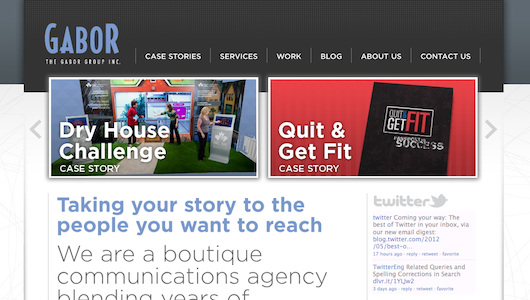 GABOR
THE GABOR GROUP INC.
CASE STORIES
SERVICES
WORK
BLOG
ABOUT US
CONTACT US
Dry House
Challenge
CASE STORY
Quit &
Get Fit
CASE STORY
QUIT &
GET FIT
SUCCESS
Taking your story to the
people you want to reach
We are a boutique
communications agency
blending years of
twitter
twitter Coming your way: The
best of Twitter in your inbox, via
our new email digest:
blog.twitter.com/2012
/05/best-o...
17 hours ago · reply · retweet · favorite
TwitterEng Related Queries and
Spelling Corrections in Search
dlvr.it/1YLJw2
3 days ago · reply · retweet · favorite